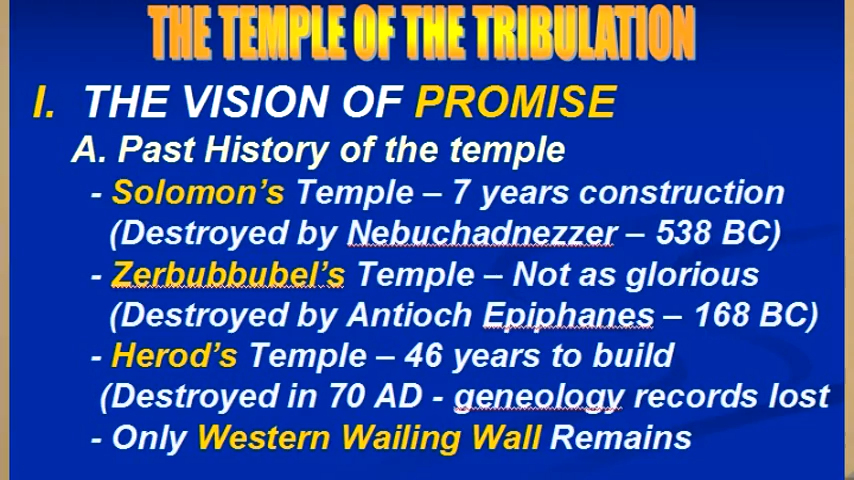 THE TEMPLE OF THE TRIBULATION
I. THE VISION OF PROMISE
A. Past History of the temple
- Solomon's Temple – 7 years construction
(Destroyed by Nebuchadnezzer – 538 BC)
- Zerbubbubel's Temple – Not as glorious
(Destroyed by Antioch Epiphanes – 168 BC)
- Herod's Temple – 46 years to build
(Destroyed in 70 AD - geneology records lost
- Only Western Wailing Wall Remains